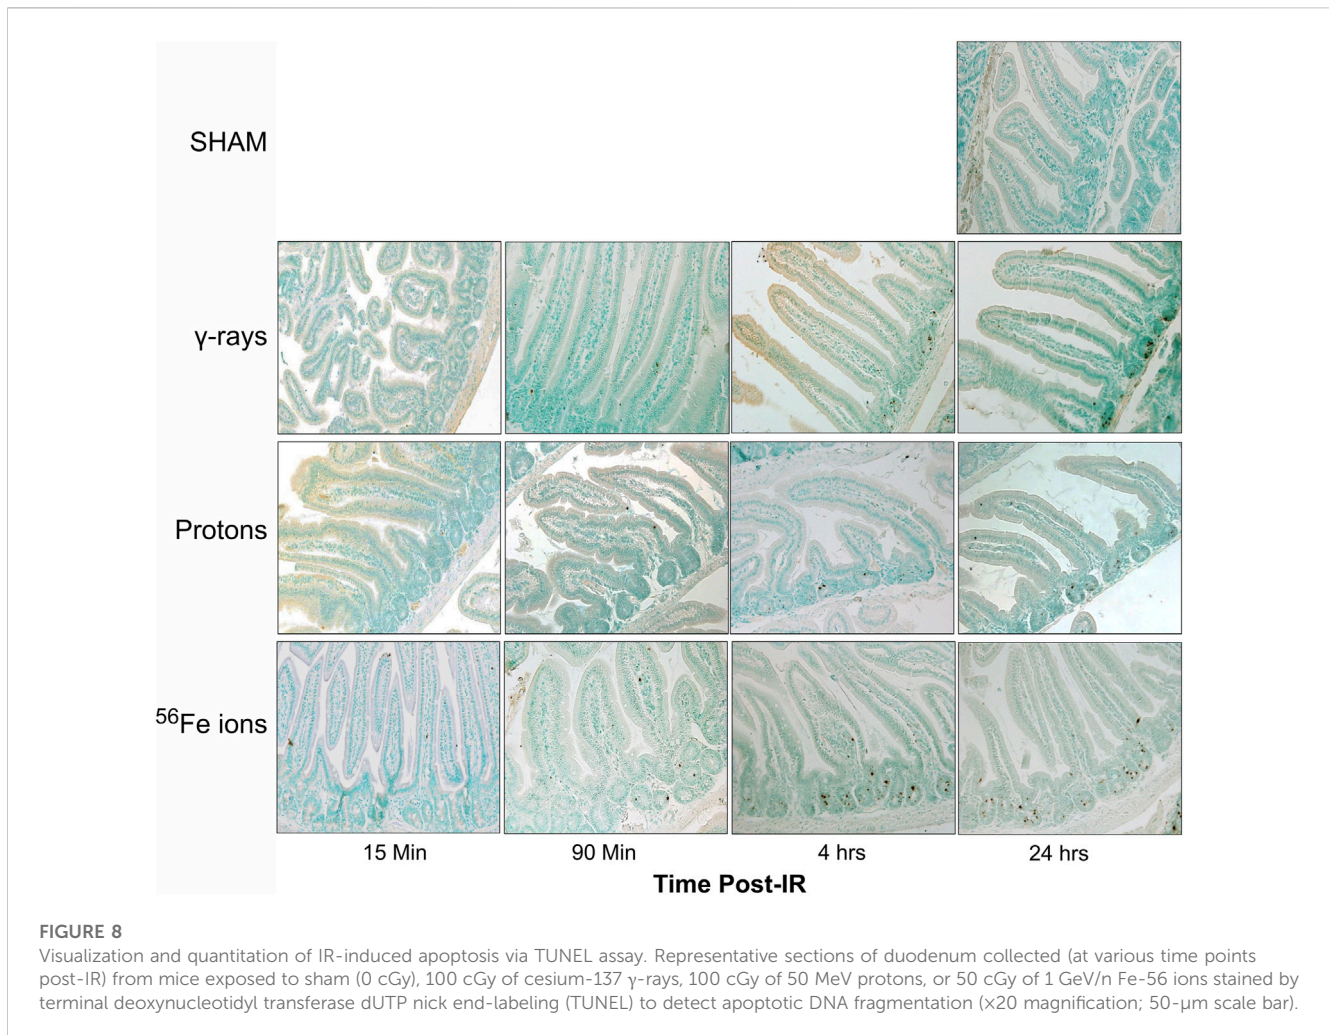 SHAM
γ-rays
Protons
⁵⁶Fe ions
15 Min
90 Min
4 hrs
24 hrs
Time Post-IR
FIGURE 8
Visualization and quantitation of IR-induced apoptosis via TUNEL assay. Representative sections of duodenum collected (at various time points
post-IR) from mice exposed to sham (0 cGy), 100 cGy of cesium-137 γ-rays, 100 cGy of 50 MeV protons, or 50 cGy of 1 GeV/n Fe-56 ions stained by
terminal deoxynucleotidyl transferase dUTP nick end-labeling (TUNEL) to detect apoptotic DNA fragmentation (×20 magnification; 50-μm scale bar).